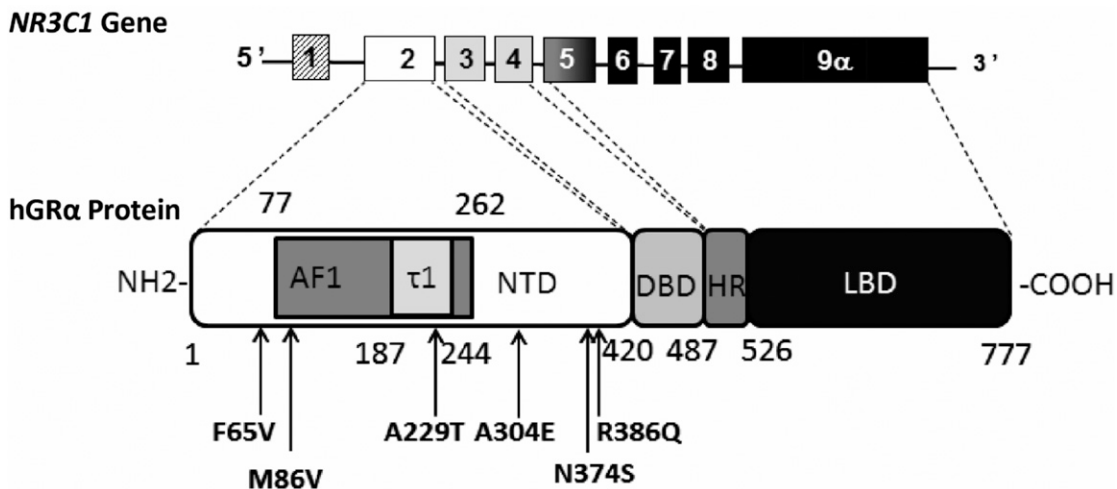 NR3C1 Gene
5’ 1 2 3 4 5 6 7 8 9α 3’
hGRα Protein 77 262
NH2- AF1 τ1 NTD DBD HR LBD -COOH
1 187 244 420 487 526 777
F65V A229T A304E R386Q
M86V N374S